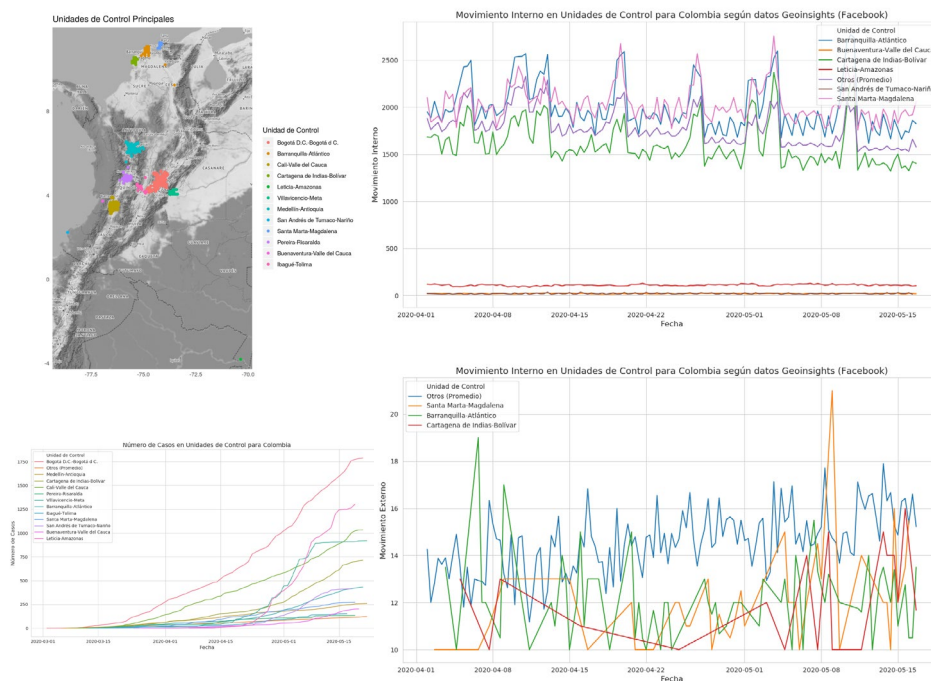 Unidades de Control Principales
Unidad de Control
Bogotá D.C.-Bogotá d C.
Barranquilla-Atlántico
Cali-Valle del Cauca
Cartagena de Indias-Bolívar
Leticia-Amazonas
Villavicencio-Meta
Medellín-Antioquia
San Andrés de Tumaco-Nariño
Santa Marta-Magdalena
Pereira-Risaralda
Buenaventura-Valle del Cauca
Ibagué-Tolima
8
4
0
-4
-77.5
-75.0
-72.5
-70.0
Movimiento Interno en Unidades de Control para Colombia según datos Geoinsights (Facebook)
Unidad de Control
Barranquilla-Atlántico
Buenaventura-Valle del Cauc
Cartagena de Indias-Bolívar
Leticia-Amazonas
Otros (Promedio)
San Andrés de Tumaco-Nariñ
Santa Marta-Magdalena
Movimiento Interno
2500
2000
1500
1000
500
0
2020-04-01
2020-04-08
2020-04-15
2020-04-22
2020-05-01
2020-05-08
2020-05-15
Fecha
Número de Casos en Unidades de Control para Colombia
Unidad de Control
Bogotá D.C.-Bogotá d C.
Otros (Promedio)
Medellín-Antioquia
Cartagena de Indias-Bolívar
Cali-Valle del Cauca
Pereira-Risaralda
Villavicencio-Meta
Barranquilla-Atlántico
Ibagué-Tolima
Santa Marta-Magdalena
San Andrés de Tumaco-Nariño
Buenaventura-Valle del Cauca
Leticia-Amazonas
Número de Casos
1750
1500
1250
1000
750
500
250
0
2020-03-01
2020-03-15
2020-04-01
2020-04-15
2020-05-01
2020-05-15
Fecha
Movimiento Interno en Unidades de Control para Colombia según datos Geoinsights (Facebook)
Unidad de Control
Otros (Promedio)
Santa Marta-Magdalena
Barranquilla-Atlántico
Cartagena de Indias-Bolívar
Movimiento Externo
20
18
16
14
12
10
2020-04-01
2020-04-08
2020-04-15
2020-04-22
2020-05-01
2020-05-08
2020-05-15
Fecha